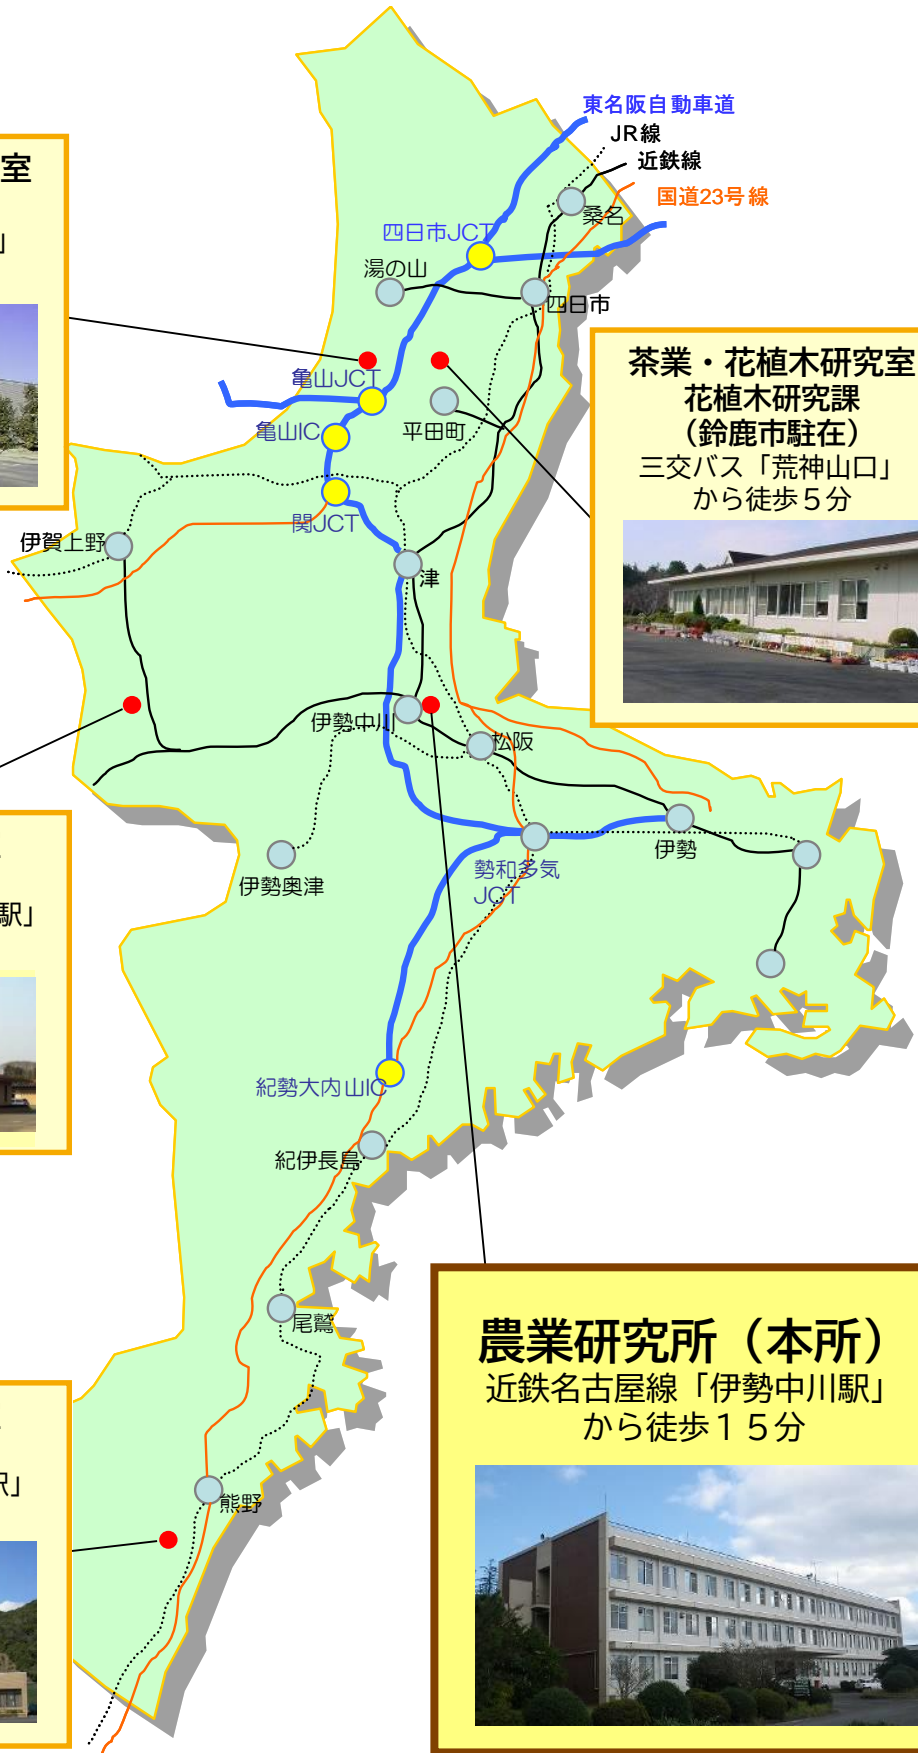 東名阪自動車道
JR線
近鉄線
国道23号線
室
」
桑名
四日市JCT
湯の山
四日市
亀山JCT
亀山IC
平田町
関JCT
伊賀上野
津
茶業・花植木研究室
花植木研究課
（鈴鹿市駐在）
三交バス「荒神山口」
から徒歩５分
伊勢中川
松阪
伊勢
伊勢奥津
勢和多気
JCT
駅」
紀勢大内山IC
紀伊長島
尾鷲
熊野
駅」
農業研究所（本所）
近鉄名古屋線「伊勢中川駅」
から徒歩１５分